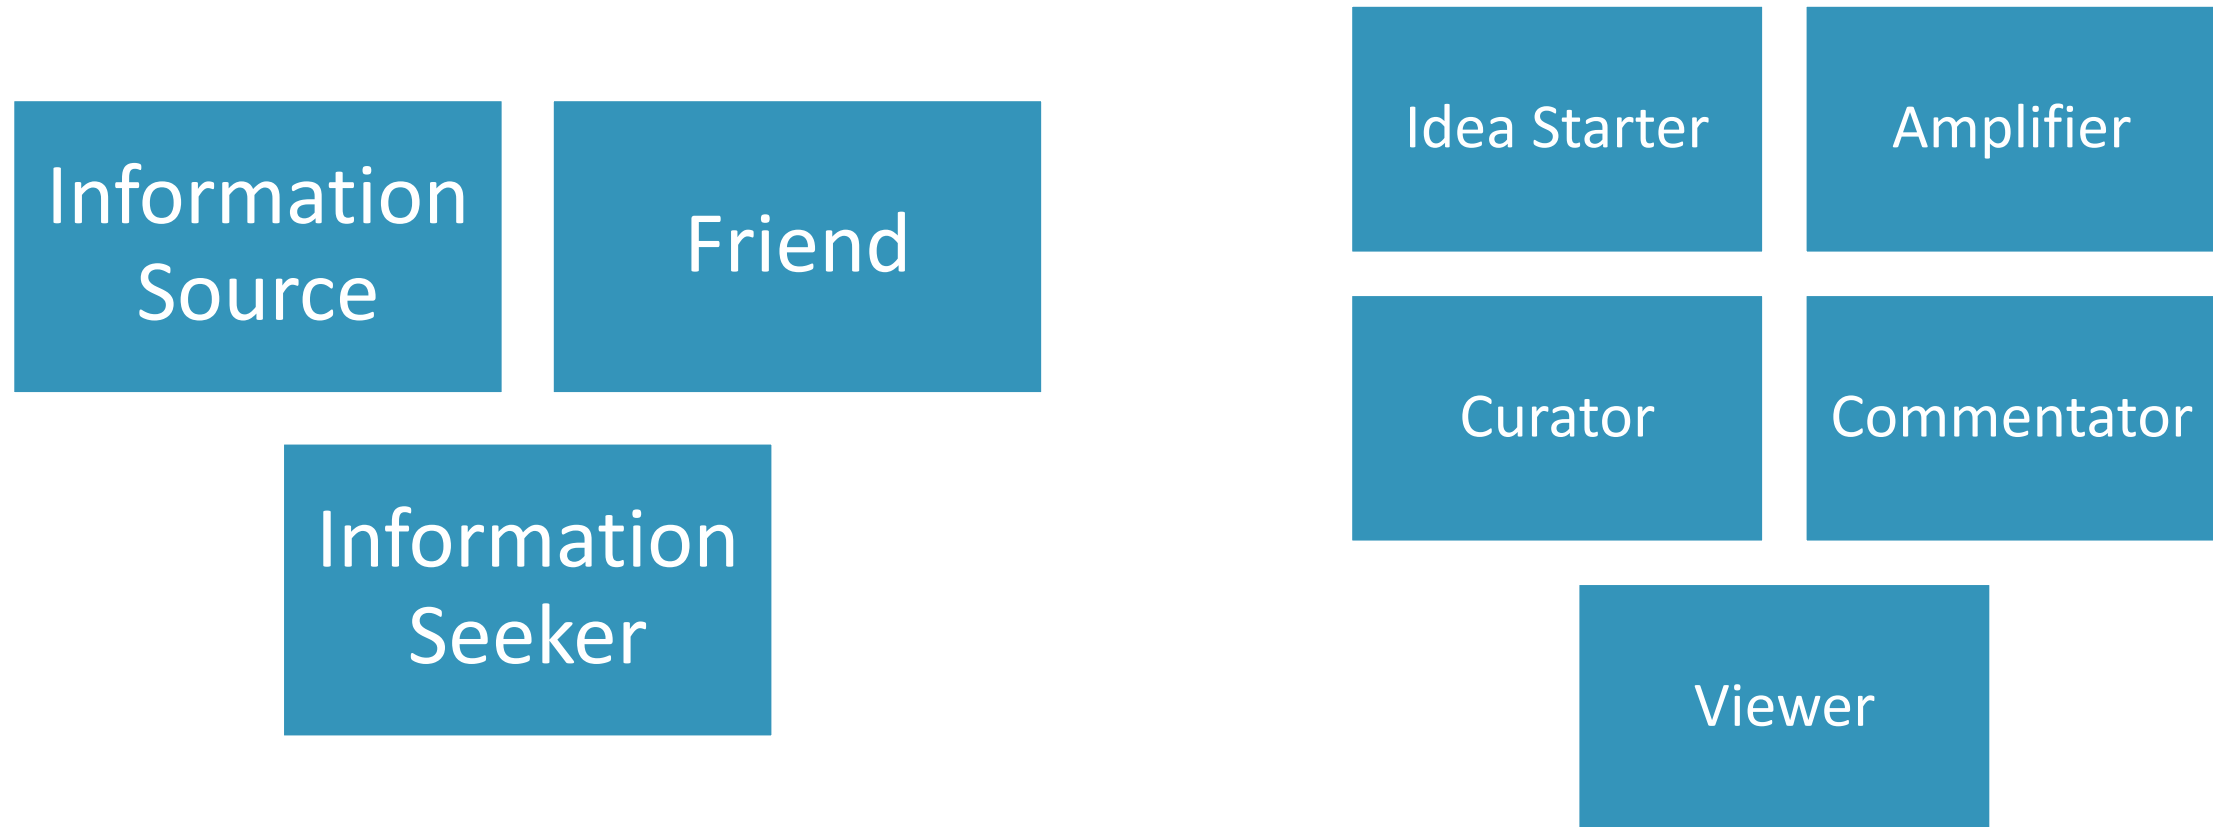 Information
Source
Friend
Information
Seeker
Idea Starter
Amplifier
Curator
Commentator
Viewer